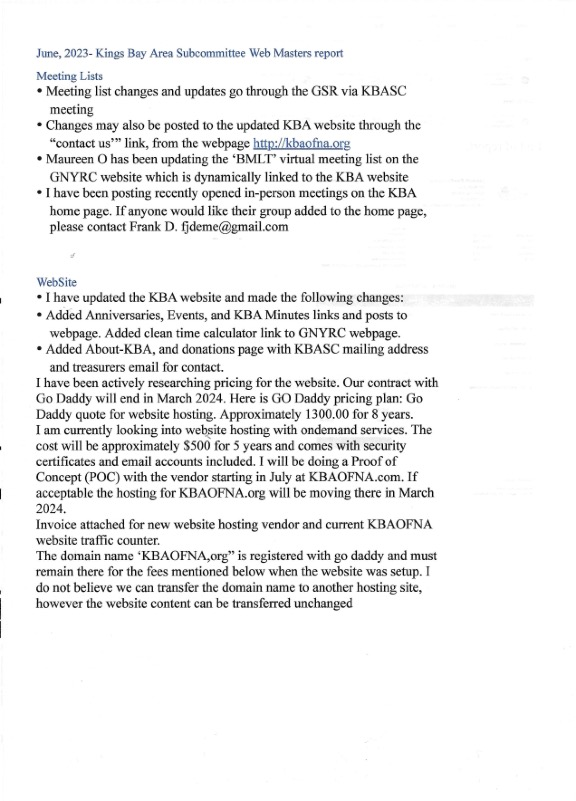 June, 2023- Kings Bay Area Subcommittee Web Masters report
Meeting Lists
• Meeting list changes and updates go through the GSR via KBASC
meeting
• Changes may also be posted to the updated KBA website through the
“contact us’” link, from the webpage http://kbaofna.org
• Maureen O has been updating the ‘BMLT’ virtual meeting list on the
GNYRC website which is dynamically linked to the KBA website
• I have been posting recently opened in-person meetings on the KBA
home page. If anyone would like their group added to the home page,
please contact Frank D. fjdeme@gmail.com
WebSite
• I have updated the KBA website and made the following changes:
• Added Anniversaries, Events, and KBA Minutes links and posts to
webpage. Added clean time calculator link to GNYRC webpage.
• Added About-KBA, and donations page with KBASC mailing address
and treasurers email for contact.
I have been actively researching pricing for the website. Our contract with
Go Daddy will end in March 2024. Here is GO Daddy pricing plan: Go
Daddy quote for website hosting. Approximately 1300.00 for 8 years.
I am currently looking into website hosting with ondemand services. The
cost will be approximately $500 for 5 years and comes with security
certificates and email accounts included. I will be doing a Proof of
Concept (POC) with the vendor starting in July at KBAOFNA.com. If
acceptable the hosting for KBAOFNA.org will be moving there in March
2024.
Invoice attached for new website hosting vendor and current KBAOFNA
website traffic counter.
The domain name ‘KBAOFNA,org” is registered with go daddy and must
remain there for the fees mentioned below when the website was setup. I
do not believe we can transfer the domain name to another hosting site,
however the website content can be transferred unchanged